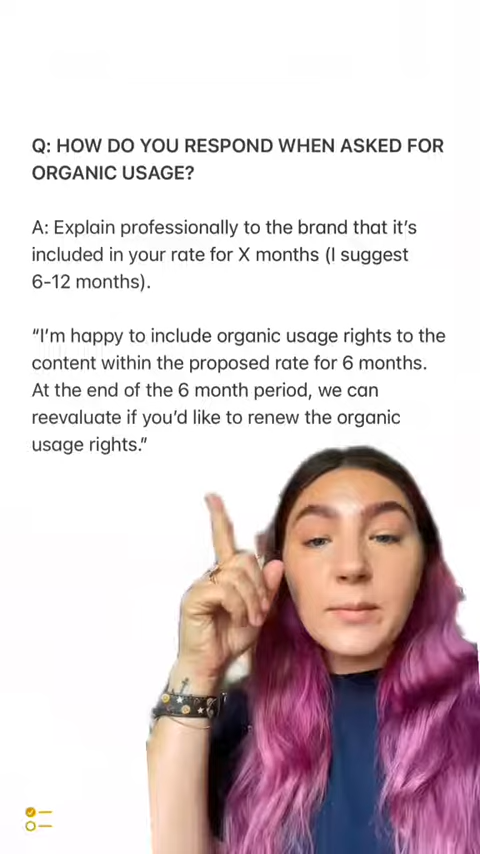 Q: HOW DO YOU RESPOND WHEN ASKED FOR
ORGANIC USAGE?
A: Explain professionally to the brand that it’s
included in your rate for X months (I suggest
6-12 months).
“I’m happy to include organic usage rights to the
content within the proposed rate for 6 months.
At the end of the 6 month period, we can
reevaluate if you’d like to renew the organic
usage rights.”